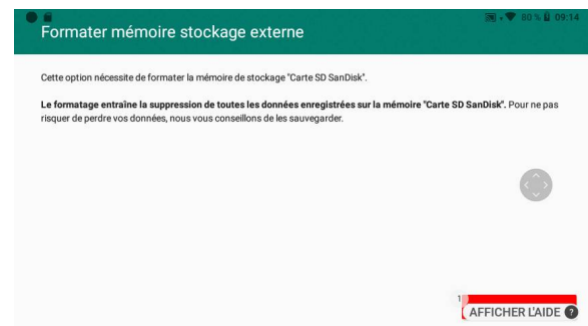 80 % 09:14
Formater mémoire stockage externe
Cette option nécessite de formater la mémoire de stockage "Carte SD SanDisk".
Le formatage entraîne la suppression de toutes les données enregistrées sur la mémoire "Carte SD SanDisk". Pour ne pas
risquer de perdre vos données, nous vous conseillons de les sauvegarder.
1
AFFICHER L'AIDE ?